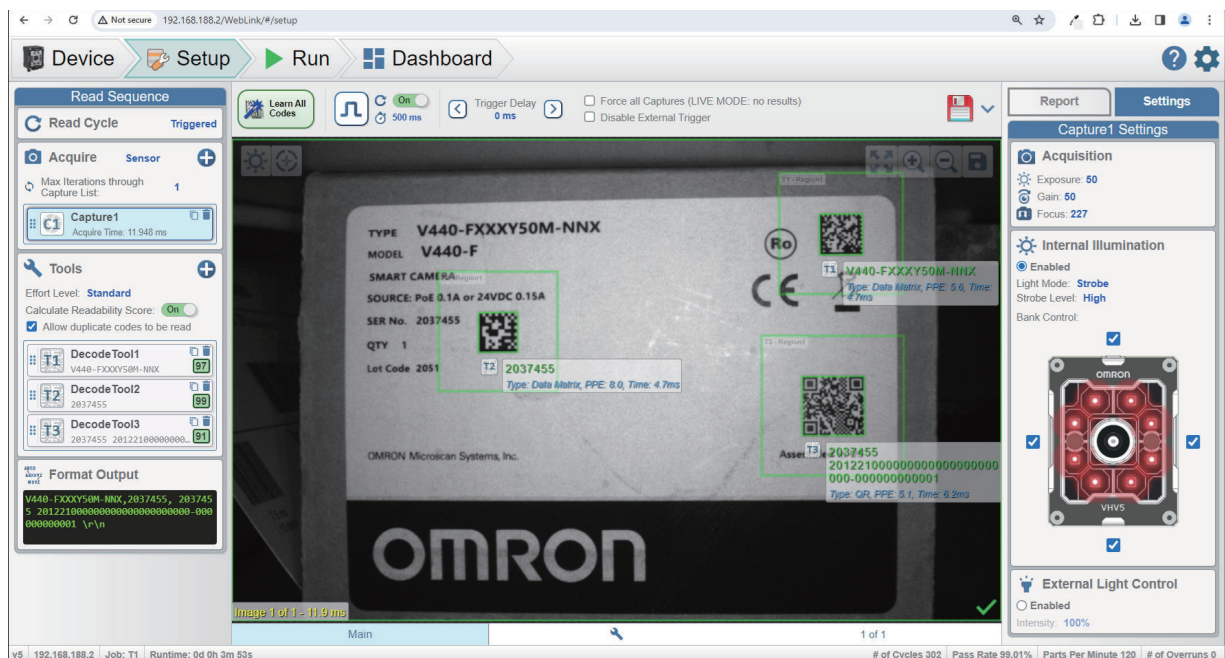 Not secure 192.168.188.2/WebLink/#/setup
Device Setup Run Dashboard
Read Sequence
Read Cycle Triggered
Acquire Sensor
Max Iterations through
Capture List: 1
C1 Capture1
Acquire Time: 11.948 ms
Tools
Effort Level: Standard
Calculate Readability Score: On
Allow duplicate codes to be read
T1 DecodeTool1
V440-FXXXY50M-NNX 97
T2 DecodeTool2
2037455 99
T3 DecodeTool3
2037455 20122100000000... 91
Format Output
V440-FXXXY50M-NNX,2037455, 203745
5 2012210000000000000000000-000
000000001 \r\n
Learn All
Codes
On
500 ms
Trigger Delay
0 ms
Force all Captures (LIVE MODE: no results)
Disable External Trigger
T1 - Region1
TYPE V440-FXXXY50M-NNX
MODEL V440-F
SMART CAMERA
SOURCE: PoE 0.1A or 24VDC 0.15A
SER No. 2037455
QTY 1
Lot Code 2051
Ro
CE
T1 V440-FXXXY50M-NNX
Type: Data Matrix, PPE: 5.6, Time:
4.7ms
T2 2037455
Type: Data Matrix, PPE: 8.0, Time: 4.7ms
T3 - Region1
OMRON Microscan Systems, Inc.
T3 2037455
2012210000000000000000000
000-000000000001
Type: QR, PPE: 5.1, Time: 6.2ms
OMRON
Image 1 of 1 - 11.9 ms
Main 1 of 1
Report Settings
Capture1 Settings
Acquisition
Exposure: 50
Gain: 50
Focus: 227
Internal Illumination
Enabled
Light Mode: Strobe
Strobe Level: High
Bank Control:
OMRON
VHV5
External Light Control
Enabled
Intensity: 100%
v5 192.168.188.2 Job: T1 Runtime: 0d 0h 3m 53s
# of Cycles 302 Pass Rate 99.01% Parts Per Minute 120 # of Overruns 0